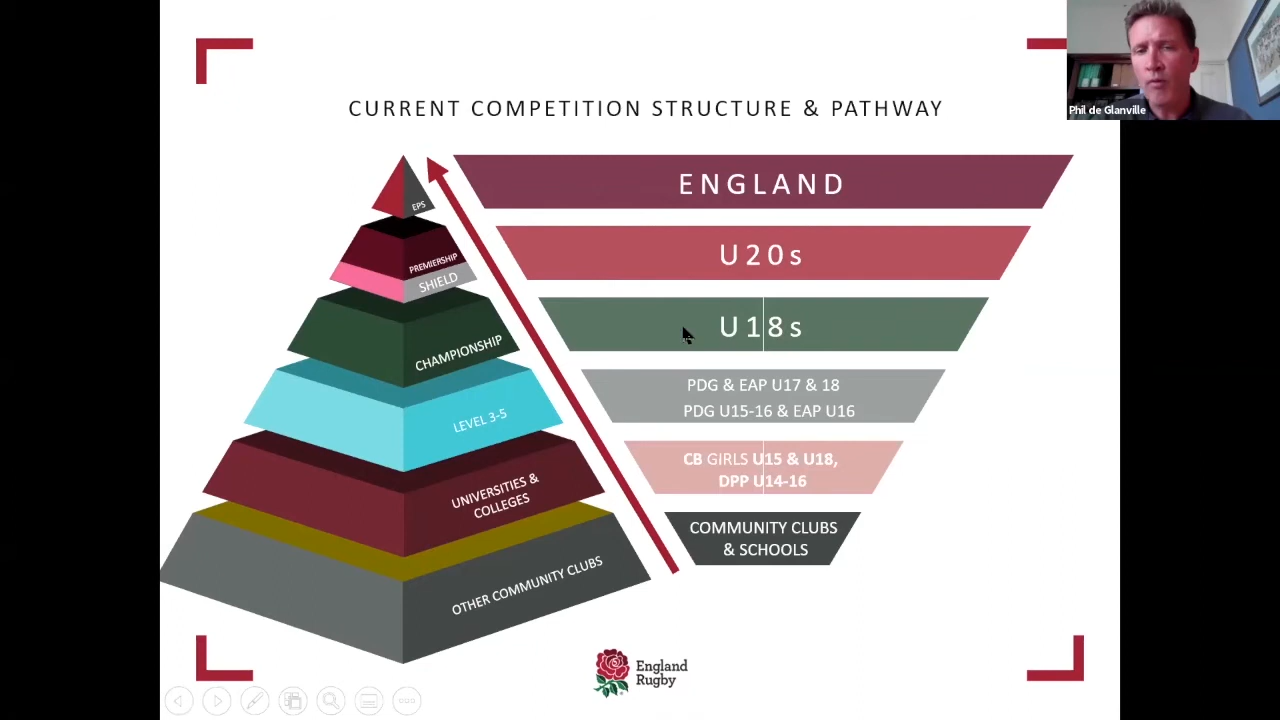 Phil de Glanville
CURRENT COMPETITION STRUCTURE & PATHWAY
EPS
PREMIERSHIP
SHIELD
CHAMPIONSHIP
LEVEL 3-5
UNIVERSITIES &
COLLEGES
OTHER COMMUNITY CLUBS
ENGLAND
U20s
U18s
PDG & EAP U17 & 18
PDG U15-16 & EAP U16
CB GIRLS U15 & U18,
DPP U14-16
COMMUNITY CLUBS
& SCHOOLS
England
Rugby